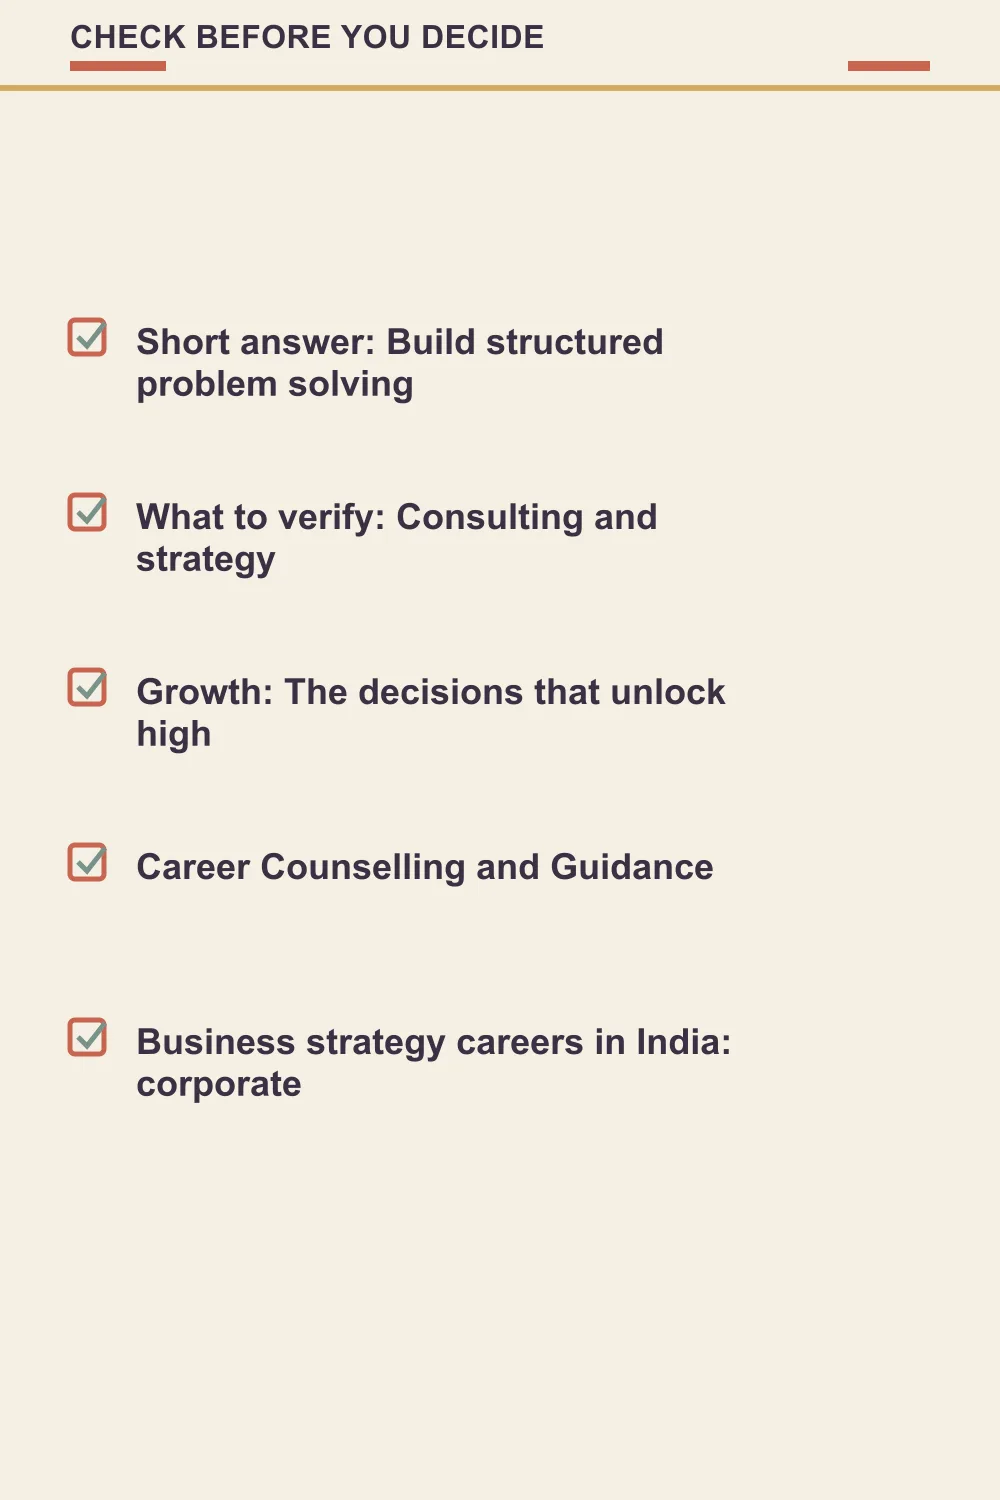 CHECK BEFORE YOU DECIDE
Short answer: Build structured
problem solving
What to verify: Consulting and
strategy
Growth: The decisions that unlock
high
Career Counselling and Guidance
Business strategy careers in India:
corporate